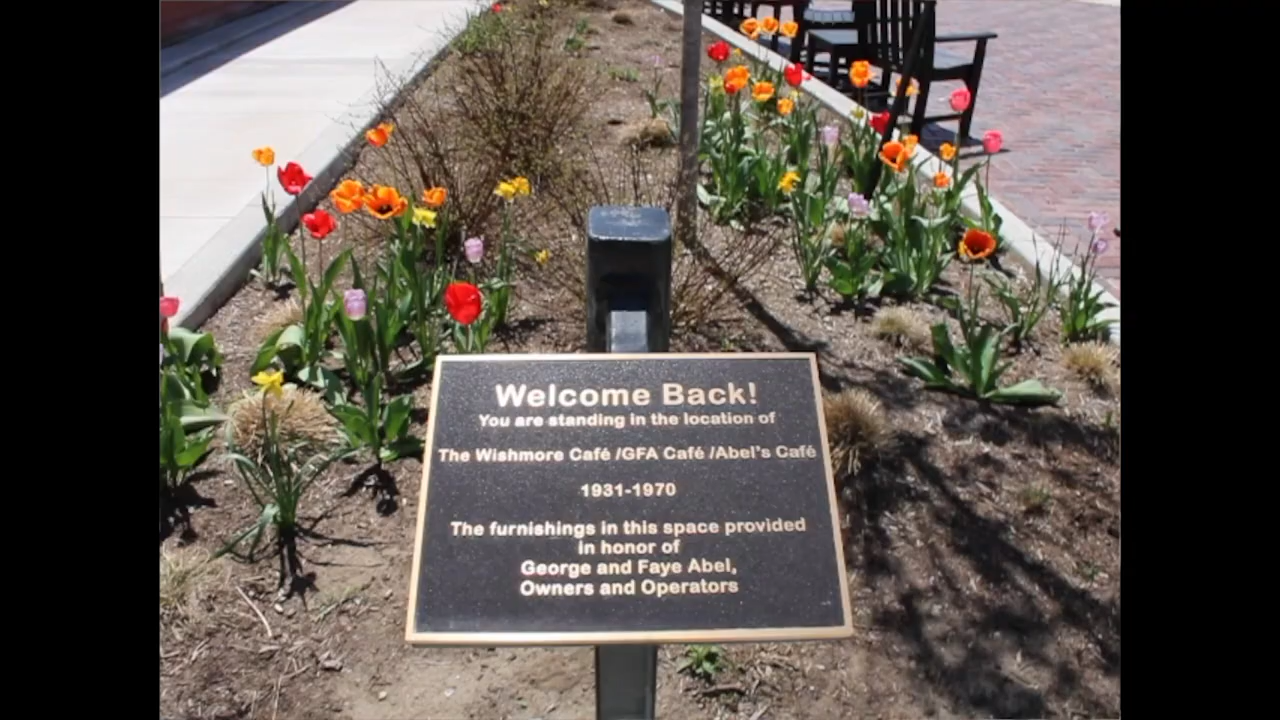 Welcome Back!
You are standing in the location of
The Wishmore Café /GFA Café /Abel's Café
1931-1970
The furnishings in this space provided
in honor of
George and Faye Abel,
Owners and Operators